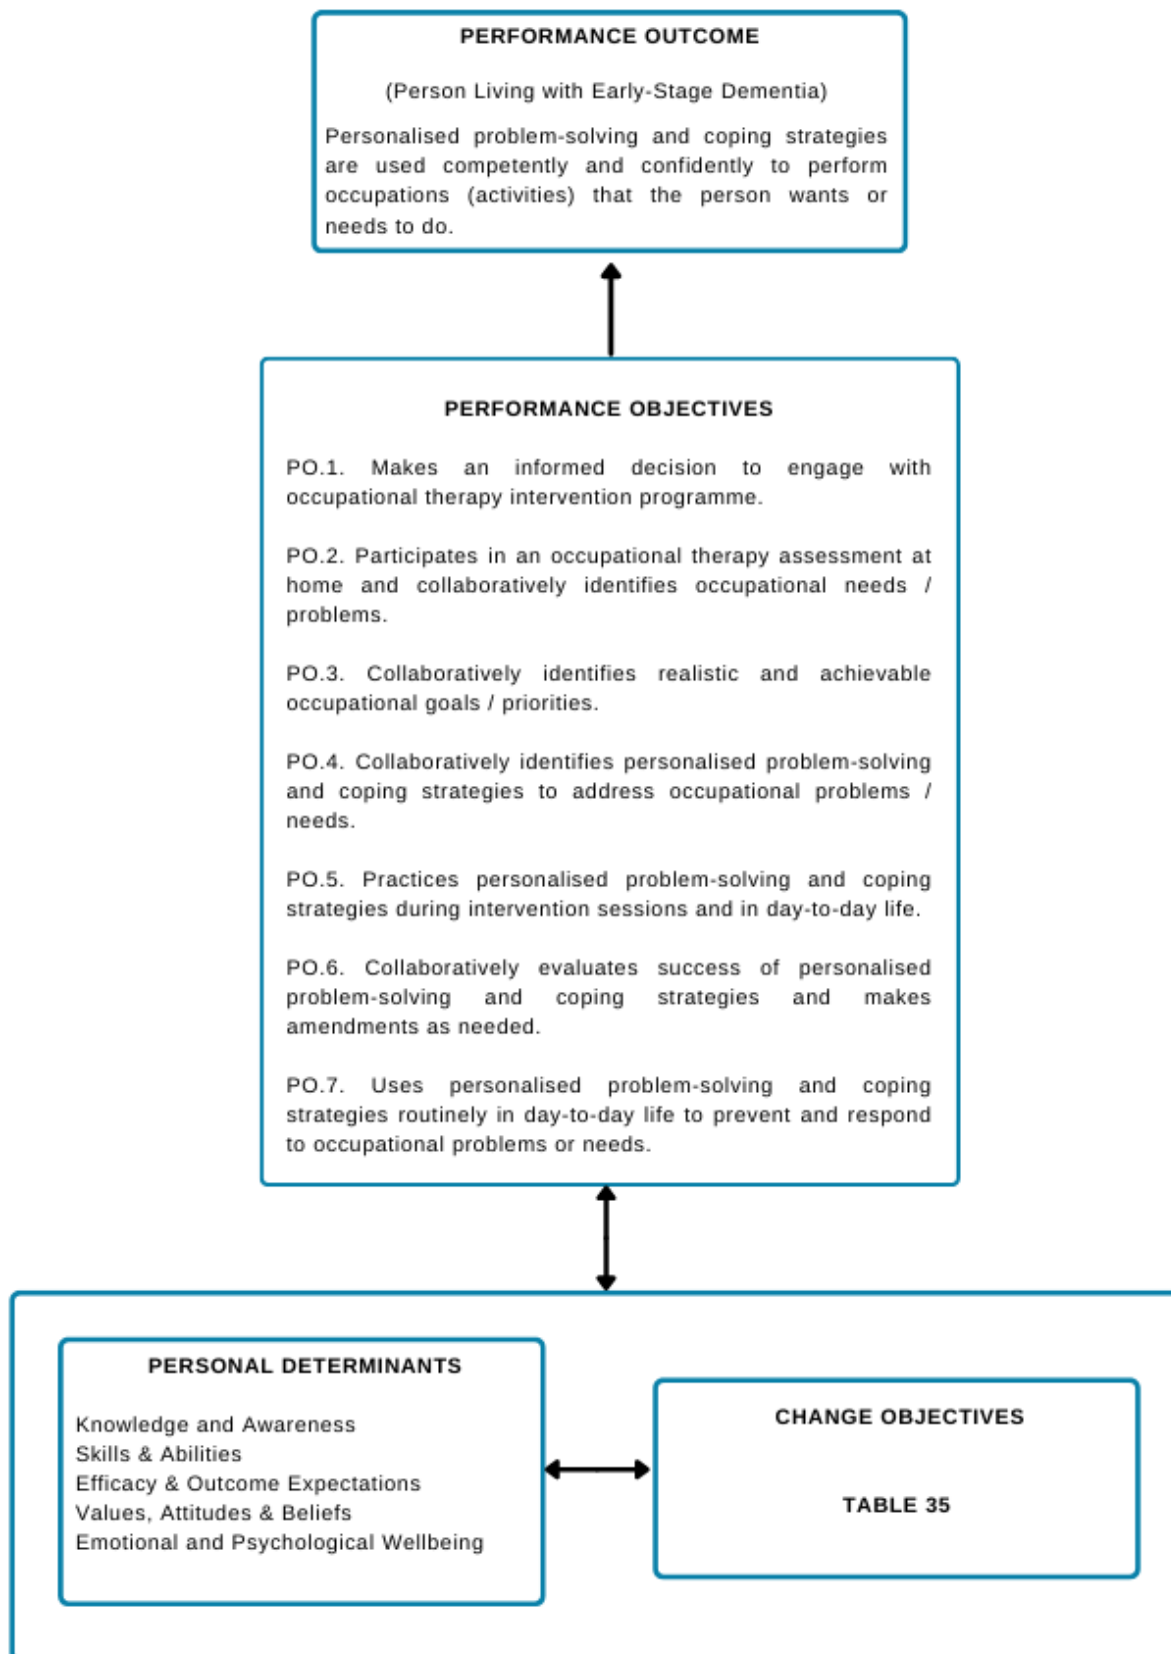 PERFORMANCE OUTCOME
(Person Living with Early-Stage Dementia)
Personalised problem-solving and coping strategies
are used competently and confidently to perform
occupations (activities) that the person wants or
needs to do.
PERFORMANCE OBJECTIVES
PO.1. Makes an informed decision to engage with
occupational therapy intervention programme.
PO.2. Participates in an occupational therapy assessment at
home and collaboratively identifies occupational needs /
problems.
PO.3. Collaboratively identifies realistic and achievable
occupational goals / priorities.
PO.4. Collaboratively identifies personalised problem-solving
and coping strategies to address occupational problems /
needs.
PO.5. Practices personalised problem-solving and coping
strategies during intervention sessions and in day-to-day life.
PO.6. Collaboratively evaluates success of personalised
problem-solving and coping strategies and makes
amendments as needed.
PO.7. Uses personalised problem-solving and coping
strategies routinely in day-to-day life to prevent and respond
to occupational problems or needs.
PERSONAL DETERMINANTS
Knowledge and Awareness
Skills & Abilities
Efficacy & Outcome Expectations
Values, Attitudes & Beliefs
Emotional and Psychological Wellbeing
CHANGE OBJECTIVES
TABLE 35